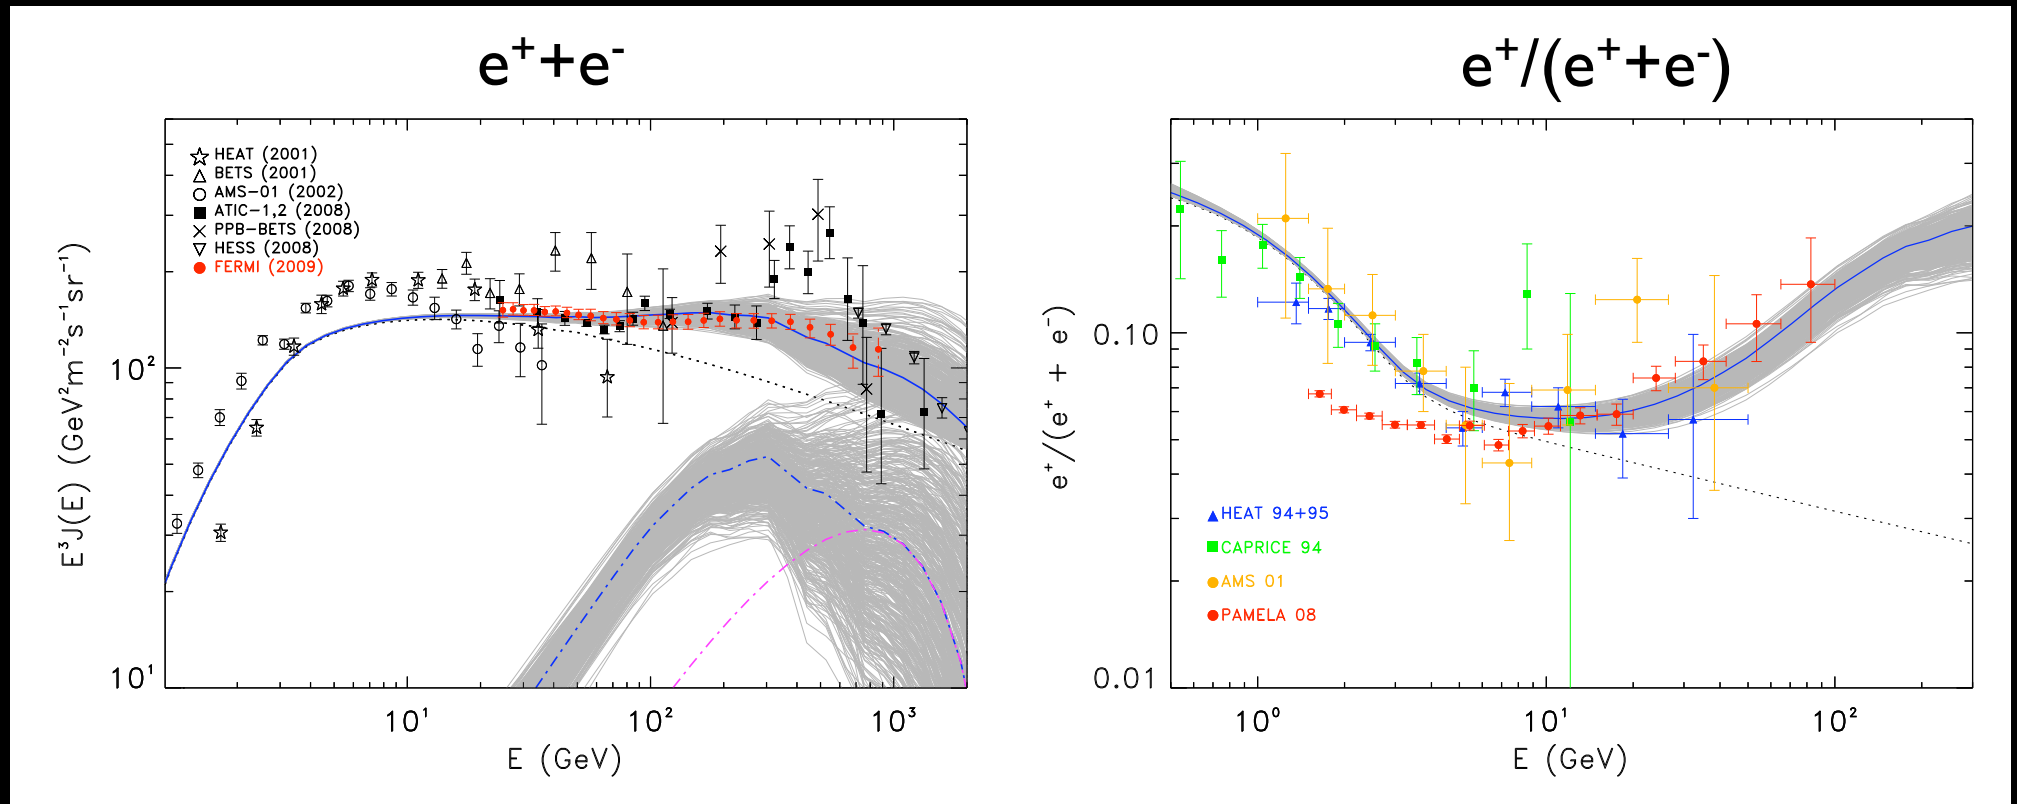 e⁺+e⁻
e⁺/(e⁺+e⁻)
HEAT (2001)
BETS (2001)
AMS-01 (2002)
ATIC-1,2 (2008)
PPB-BETS (2008)
HESS (2008)
FERMI (2009)
E³J(E) (GeV²m⁻²s⁻¹sr⁻¹)
10²
10¹
10¹
10²
10³
E (GeV)
e⁺/(e⁺ + e⁻)
0.10
0.01
HEAT 94+95
CAPRICE 94
AMS 01
PAMELA 08
10⁰
10¹
10²
E (GeV)